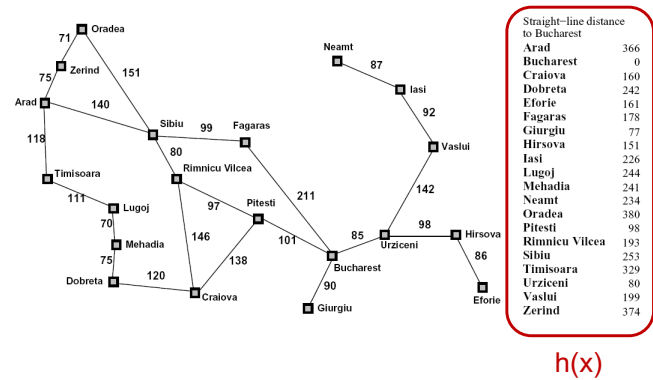 Oradea
71
Neamt
87
Zerind
151
75
Iasi
Arad
140
92
Sibiu
99
Fagaras
118
Vaslui
80
Rimnicu Vilcea
Timisoara
142
111
211
Lugoj
97
Pitesti
70
98
Hirsova
85
Mehadia
146
101
Urziceni
86
75
138
Bucharest
Dobreta
120
90
Craiova
Eforie
Giurgiu
Straight-line distance
to Bucharest
Arad 366
Bucharest 0
Craiova 160
Dobreta 242
Eforie 161
Fagaras 178
Giurgiu 77
Hirsova 151
Iasi 226
Lugoj 244
Mehadia 241
Neamt 234
Oradea 380
Pitesti 98
Rimnicu Vilcea 193
Sibiu 253
Timisoara 329
Urziceni 80
Vaslui 199
Zerind 374
h(x)